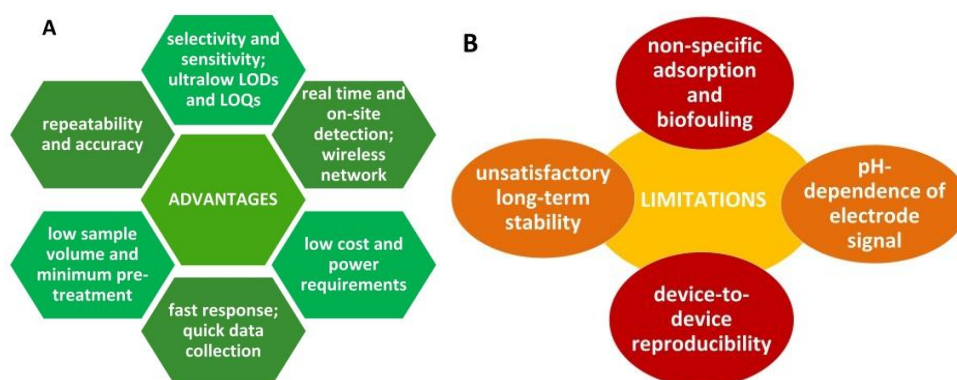 A
selectivity and
sensitivity;
ultralow LODs
and LOQs
repeatability
and accuracy
real time and
on-site
detection;
wireless
network
ADVANTAGES
low sample
volume and
minimum pre-
treatment
low cost and
power
requirements
fast response;
quick data
collection
B
non-specific
adsorption
and
biofouling
unsatisfactory
long-term
stability
LIMITATIONS
pH-
dependence of
electrode
signal
device-to-
device
reproducibility